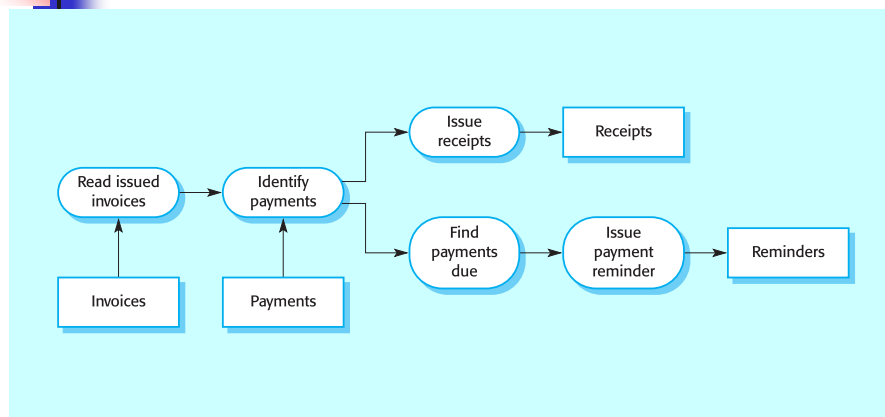 Issue
receipts
Receipts
Read issued
invoices
Identify
payments
Find
payments
due
Issue
payment
reminder
Reminders
Invoices
Payments